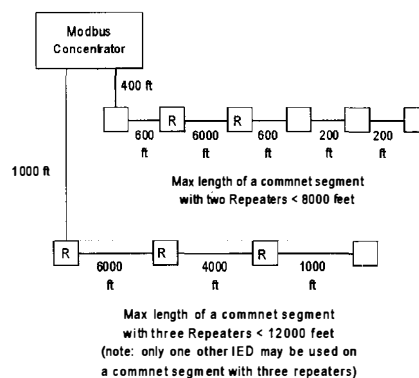 Modbus
Concentrator
400 ft
R
R
600
ft
6000
ft
600
ft
200
ft
200
ft
1000 ft
Max length of a commnet segment
with two Repeaters < 8000 feet
R
R
R
6000
ft
4000
ft
1000
ft
Max length of a commnet segment
with three Repeaters < 12000 feet
(note: only one other IED may be used on
a commnet segment with three repeaters)